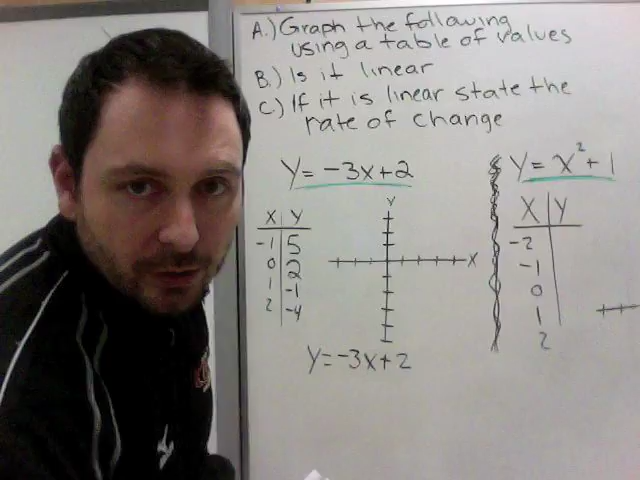 A.) Graph the following
using a table of values
B.) Is it linear
C.) If it is linear state the
rate of change
Y = -3x+2
X Y
-1 5
0 2
1 -1
2 -4
Y
X
Y=-3x+2
Y = x² + 1
X Y
-2
-1
0
1
2